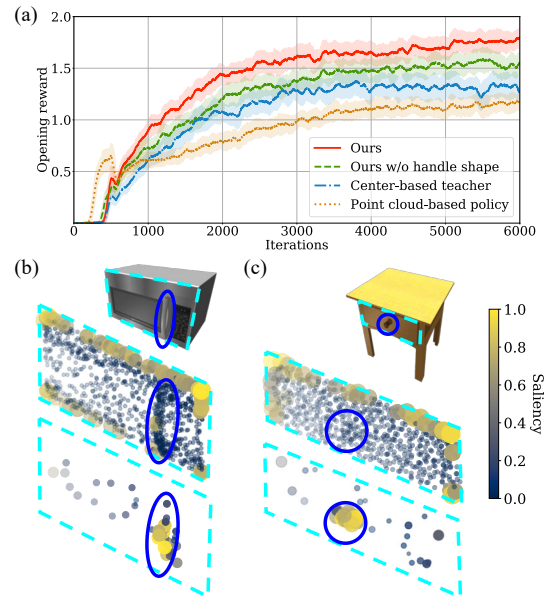 (a)
2.0
1.5
1.0
0.5
Opening reward
0
1000
2000
3000
4000
5000
6000
Iterations
Ours
Ours w/o handle shape
Center-based teacher
Point cloud-based policy
(b)
(c)
1.0
0.8
0.6
0.4
0.2
0.0
Saliency